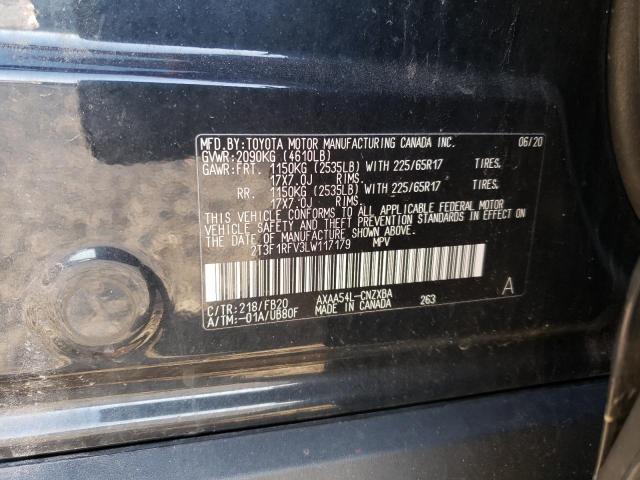 MFD.BY:TOYOTA MOTOR MANUFACTURING CANADA INC. 06/20
GVWR:2090KG (4610LB)
GAWR:FRT. 1150KG (2535LB) WITH 225/65R17 TIRES.
17X7.0J RIMS.
RR. 1150KG (2535LB) WITH 225/65R17 TIRES.
17X7.0J RIMS.
THIS VEHICLE CONFORMS TO ALL APPLICABLE FEDERAL MOTOR
VEHICLE SAFETY AND THEFT PREVENTION STANDARDS IN EFFECT
ON THE DATE OF MANUFACTURE SHOWN ABOVE.
2T3F1RFV3LW117179 MPV
C/TR:218/FB20 AXAA54L-CNZXBA 263 A
A/TM:-01A/UB80F MADE IN CANADA